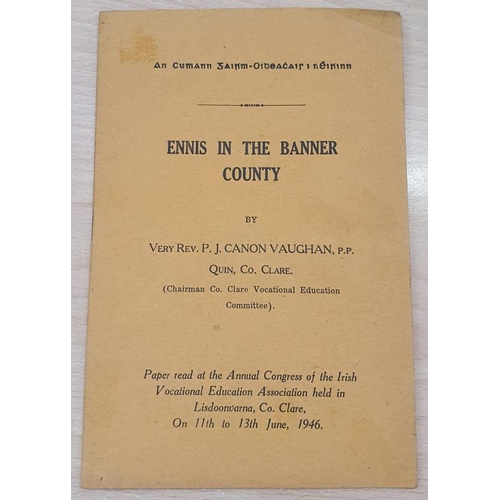 An Cumann Gairm-Oideaċais i nÉirinn
ENNIS IN THE BANNER
COUNTY
BY
VERY REV. P. J. CANON VAUGHAN, P.P.
QUIN, CO. CLARE.
(Chairman Co. Clare Vocational Education
Committee).
Paper read at the Annual Congress of the Irish
Vocational Education Association held in
Lisdoonvarna, Co. Clare,
On 11th to 13th June, 1946.